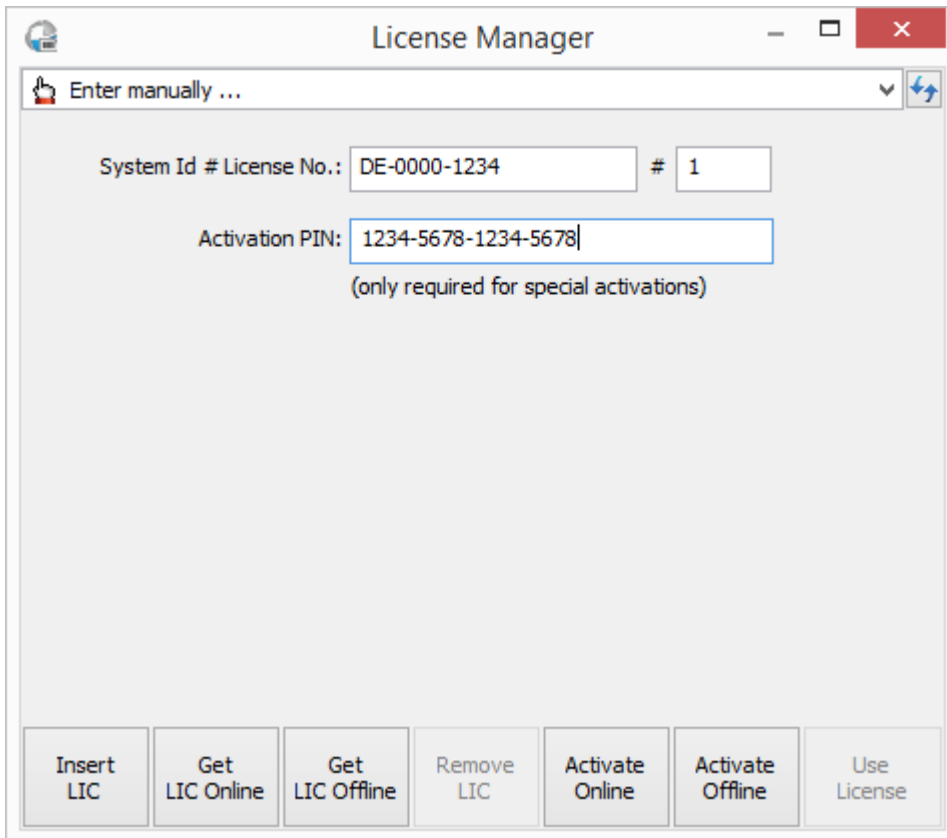 License Manager
Enter manually ...
System Id # License No.: DE-0000-1234 # 1
Activation PIN: 1234-5678-1234-5678
(only required for special activations)
Insert LIC
Get LIC Online
Get LIC Offline
Remove LIC
Activate Online
Activate Offline
Use License